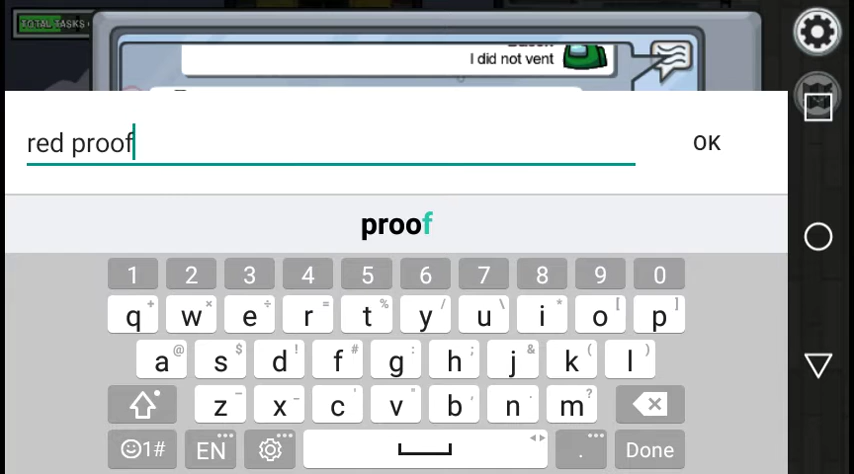 TOTAL TASKS
I did not vent
red proof
OK
proof
1 2 3 4 5 6 7 8 9 0
q + w × e ÷ r = t % y / u \ i * o [ p ]
a @ s $ d ! f # g : h ; j & k ( l )
z - x _ c ' v " b , n . m ?
☺1# EN . Done